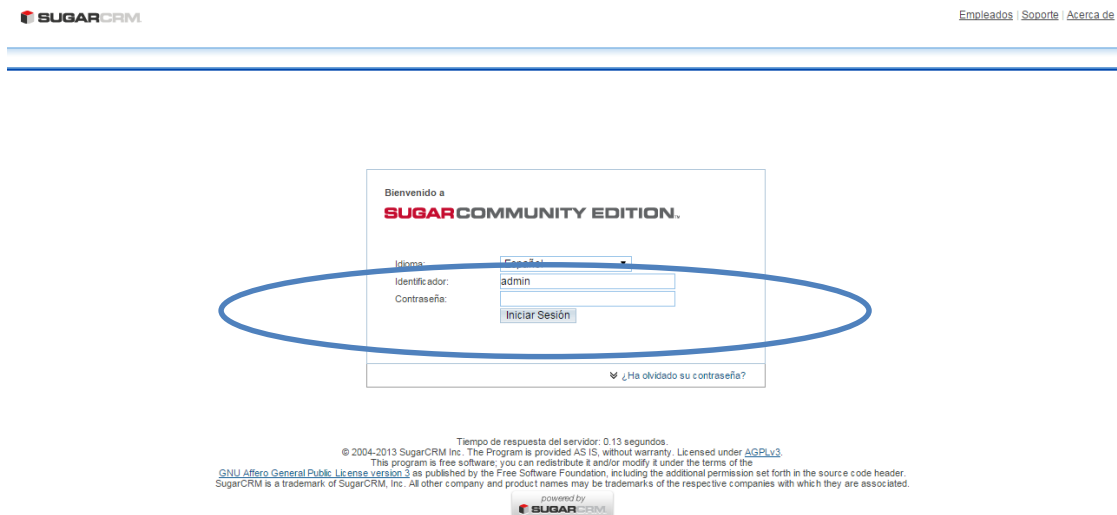 SUGARCRM.
Empleados | Soporte | Acerca de
Bienvenido a
SUGARCOMMUNITY EDITION.
Idioma: Español
Identificador: admin
Contraseña:
Iniciar Sesión
¿Ha olvidado su contraseña?
Tiempo de respuesta del servidor: 0.13 segundos.
© 2004-2013 SugarCRM Inc. The Program is provided AS IS, without warranty. Licensed under AGPLv3.
This program is free software; you can redistribute it and/or modify it under the terms of the
GNU Affero General Public License version 3 as published by the Free Software Foundation, including the additional permission set forth in the source code header.
SugarCRM is a trademark of SugarCRM, Inc. All other company and product names may be trademarks of the respective companies with which they are associated.
powered by
SUGARCRM.